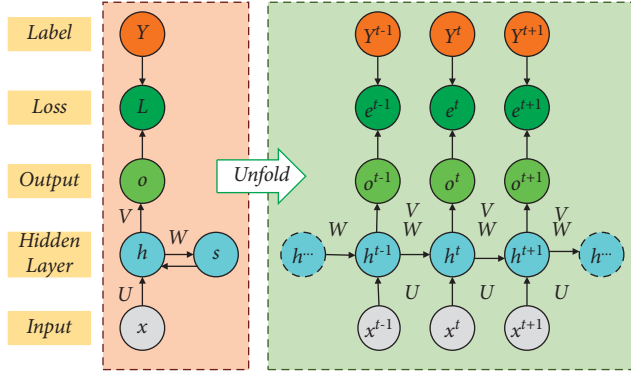 Label Y Y^{t-1} Y^{t} Y^{t+1}
Loss L e^{t-1} e^{t} e^{t+1}
Unfold
Output o o^{t-1} o^{t} o^{t+1}
V V V V
Hidden
Layer
h W s h^{...} W h^{t-1} W h^{t} W h^{t+1} W h^{...}
U U U U
Input x x^{t-1} x^{t} x^{t+1}